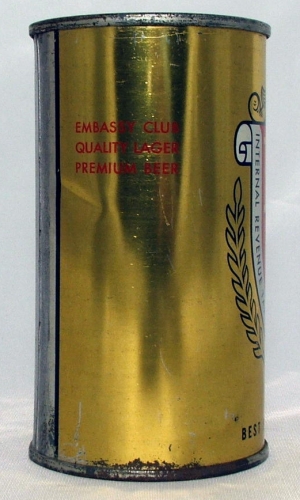 EMBASSY CLUB
QUALITY LAGER
PREMIUM BEER
INTERNAL REVENUE
BEST